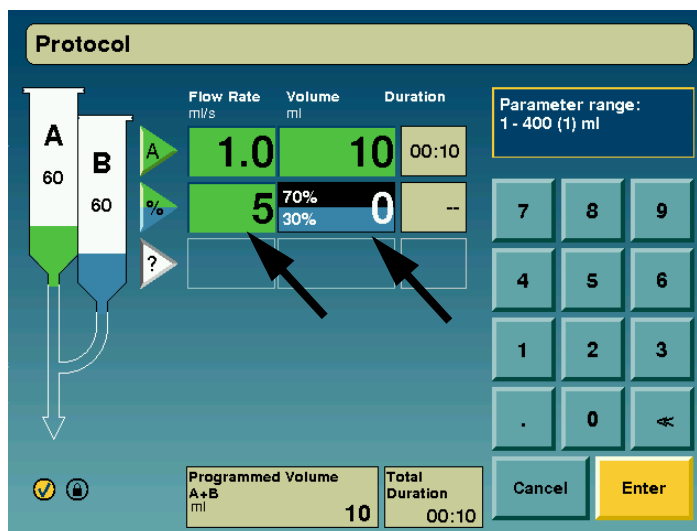 Protocol
Flow Rate
ml/s
Volume
ml
Duration
Parameter range:
1 - 400 (1) ml
A
60
B
60
A
1.0
10
00:10
%
5
70%
30%
0
--
?
7
8
9
4
5
6
1
2
3
.
0
≪
Programmed Volume
A+B
ml
10
Total
Duration
00:10
Cancel
Enter